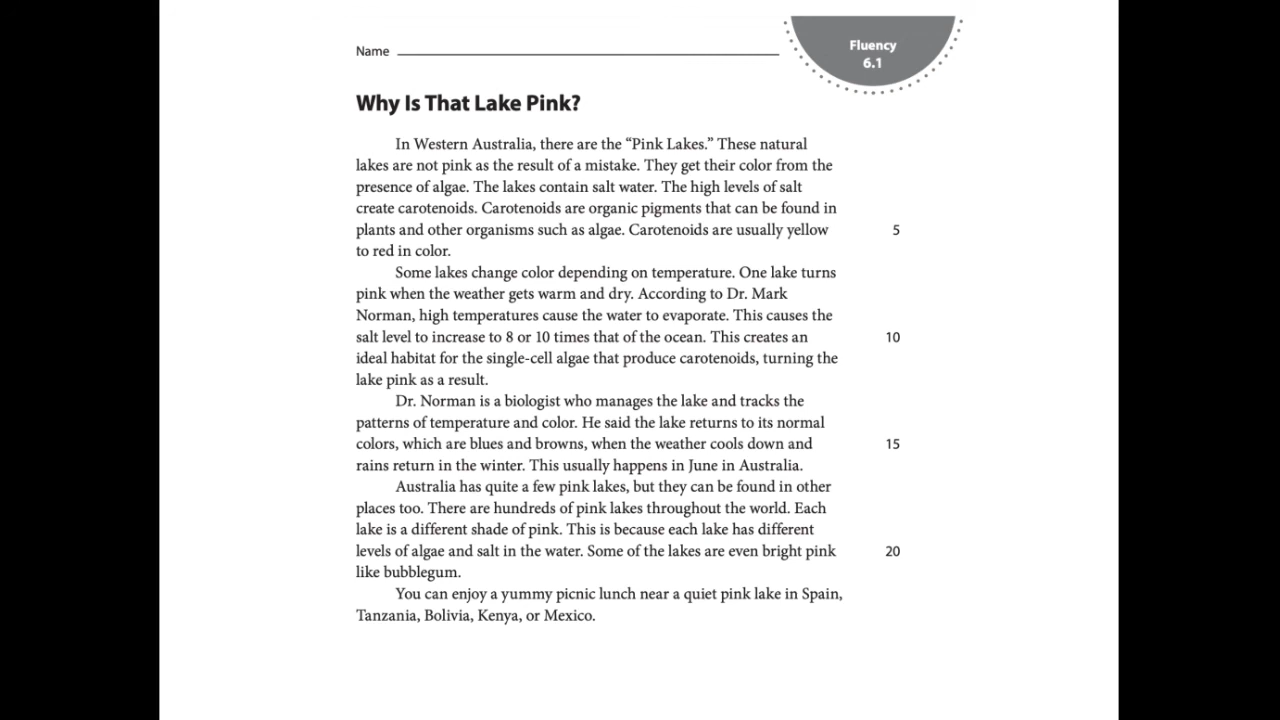 Name
Fluency
6.1
Why Is That Lake Pink?
In Western Australia, there are the “Pink Lakes.” These natural
lakes are not pink as the result of a mistake. They get their color from the
presence of algae. The lakes contain salt water. The high levels of salt
create carotenoids. Carotenoids are organic pigments that can be found in
plants and other organisms such as algae. Carotenoids are usually yellow 5
to red in color.
Some lakes change color depending on temperature. One lake turns
pink when the weather gets warm and dry. According to Dr. Mark
Norman, high temperatures cause the water to evaporate. This causes the
salt level to increase to 8 or 10 times that of the ocean. This creates an 10
ideal habitat for the single-cell algae that produce carotenoids, turning the
lake pink as a result.
Dr. Norman is a biologist who manages the lake and tracks the
patterns of temperature and color. He said the lake returns to its normal
colors, which are blues and browns, when the weather cools down and 15
rains return in the winter. This usually happens in June in Australia.
Australia has quite a few pink lakes, but they can be found in other
places too. There are hundreds of pink lakes throughout the world. Each
lake is a different shade of pink. This is because each lake has different
levels of algae and salt in the water. Some of the lakes are even bright pink 20
like bubblegum.
You can enjoy a yummy picnic lunch near a quiet pink lake in Spain,
Tanzania, Bolivia, Kenya, or Mexico.